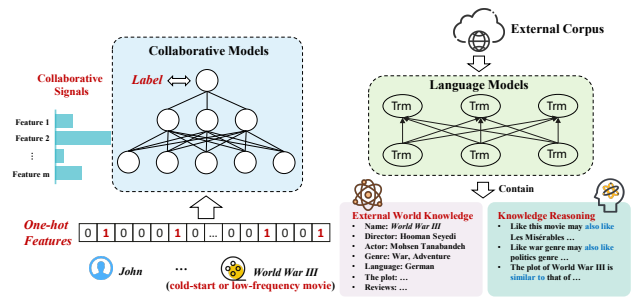 Collaborative Models
Label
Collaborative
Signals
Feature 1
Feature 2
⋮
Feature m
One-hot
Features
0 1 0 0 0 1 0 ... 0 0 1 0 0 0 1
John
...
World War III
(cold-start or low-frequency movie)
External Corpus
Language Models
Trm Trm Trm
Trm Trm Trm
Contain
External World Knowledge
• Name: World War III
• Director: Hooman Seyedi
• Actor: Mohsen Tanabandeh
• Genre: War, Adventure
• Language: German
• The plot: ...
• Reviews: ...
Knowledge Reasoning
• Like this movie may also like
Les Misérables ...
• Like war genre may also like
politics genre ...
• The plot of World War III is
similar to that of ...